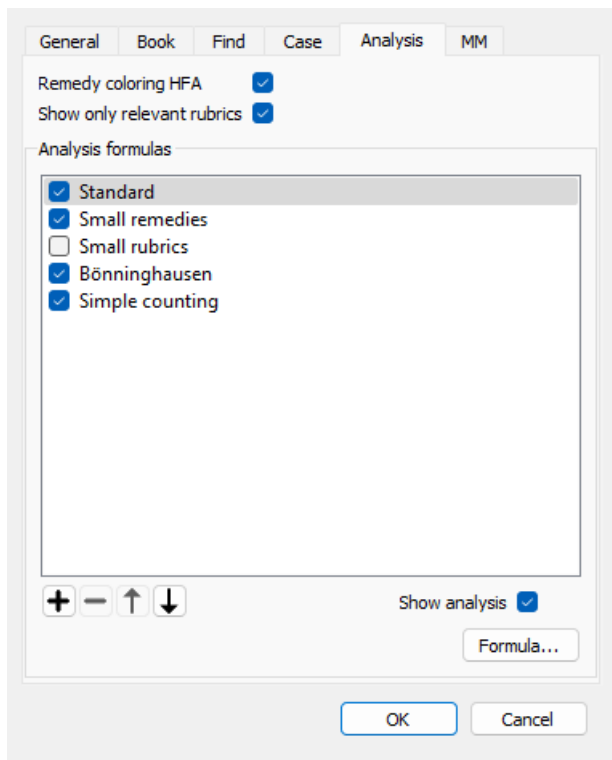 General Book Find Case Analysis MM
Remedy coloring HFA
Show only relevant rubrics
Analysis formulas
Standard
Small remedies
Small rubrics
Bönninghausen
Simple counting
Show analysis
Formula...
OK Cancel